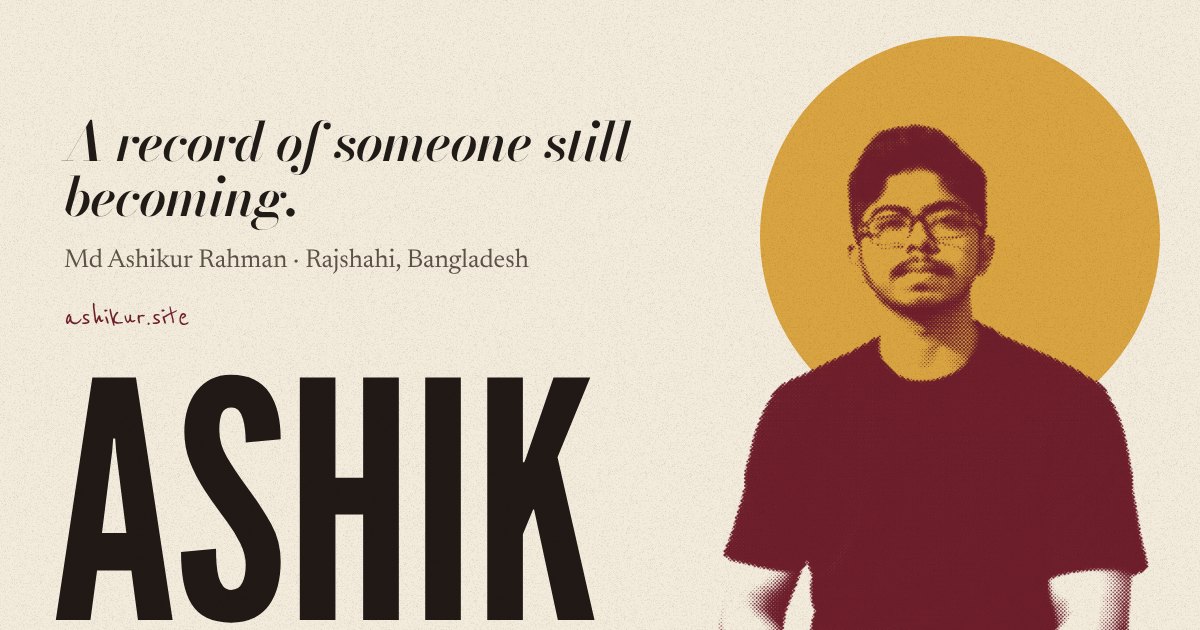 A record of someone still
becoming.
Md Ashikur Rahman · Rajshahi, Bangladesh
ashikur.site
ASHIK